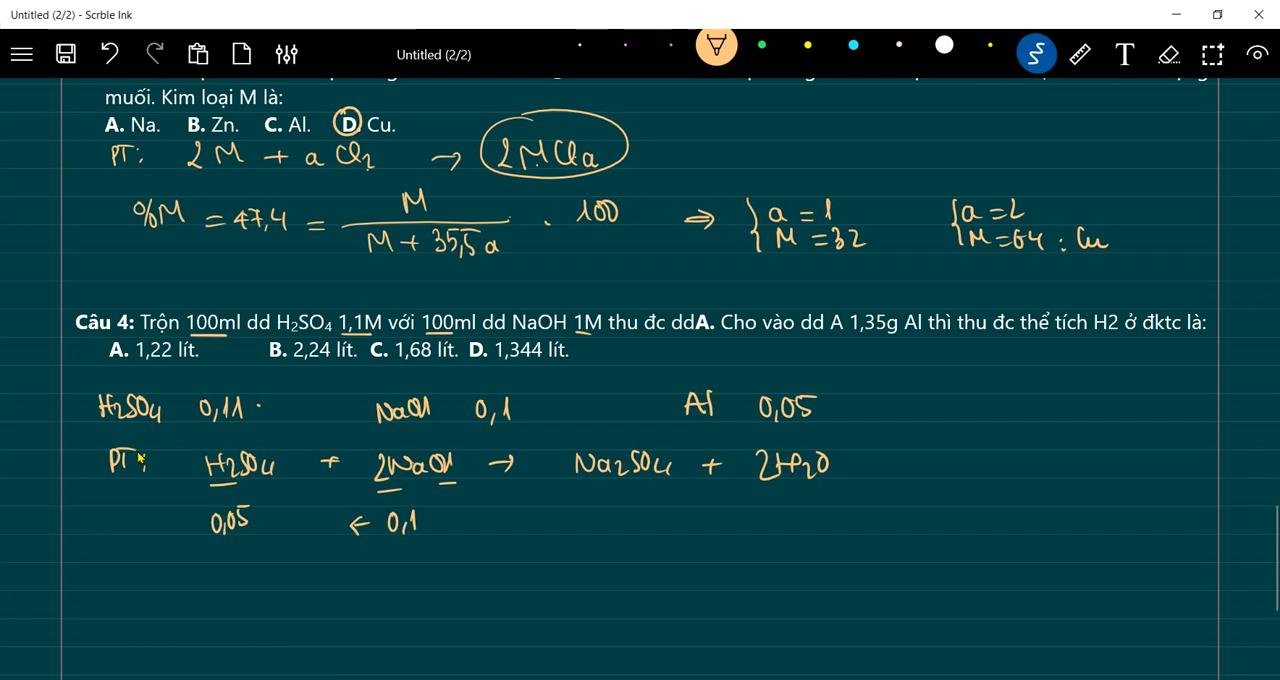 Untitled (2/2) - Scrble Ink
Untitled (2/2)
T
muối. Kim loại M là:
A. Na. B. Zn. C. Al. D. Cu.
PT: 2M + a Cl2 → 2MCla
%M = 47,4 = M / (M + 35,5a) . 100 ⇒ { a = 1 { a = 2
M = 32 M = 64 : Cu
Câu 4: Trộn 100ml dd H₂SO₄ 1,1M với 100ml dd NaOH 1M thu đc ddA. Cho vào dd A 1,35g Al thì thu đc thể tích H2 ở đktc là:
A. 1,22 lít. B. 2,24 lít. C. 1,68 lít. D. 1,344 lít.
H2SO4 0,11 . NaOH 0,1 Al 0,05
PT: H2SO4 + 2NaOH → Na2SO4 + 2H2O
0,05 ← 0,1